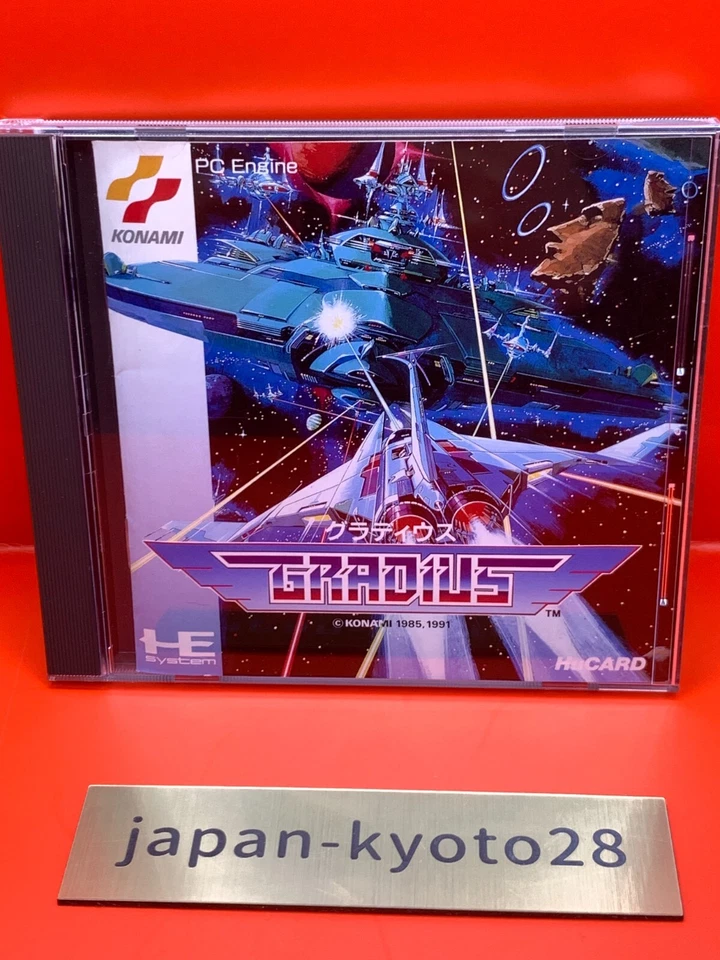 PC Engine
KONAMI
グラディウス
GRADIUS
TM
© KONAMI 1985, 1991
HE
system
HuCARD
japan-kyoto28